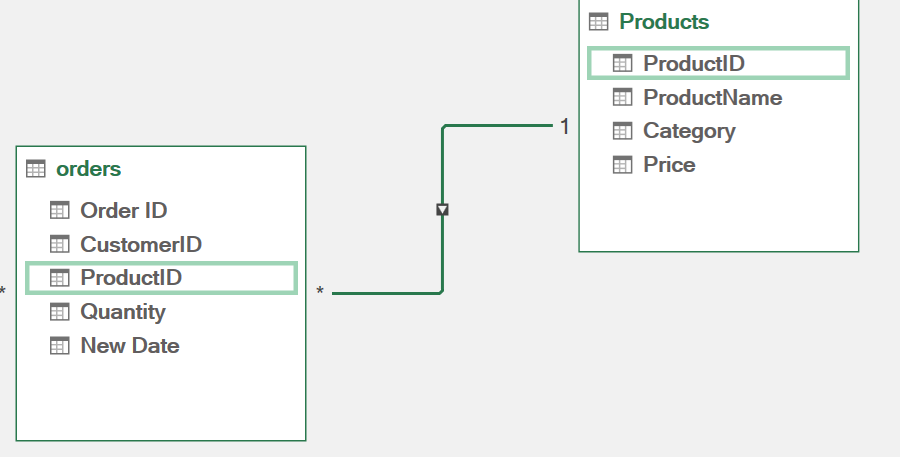 Products
ProductID
ProductName
Category
Price
1
orders
Order ID
CustomerID
ProductID
Quantity
New Date
*
*